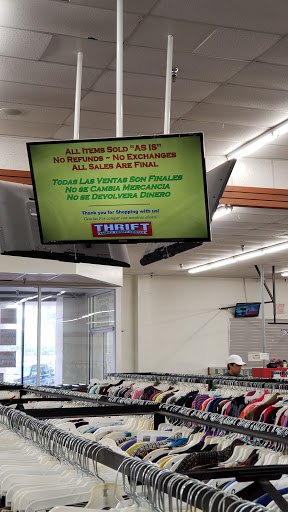 All Items Sold "AS IS"
No Refunds ~ No Exchanges
All Sales Are Final
Todas Las Ventas Son Finales
No se Cambia Mercancia
No se Devolvera Dinero
Thank you for Shopping with us!
THRIFT